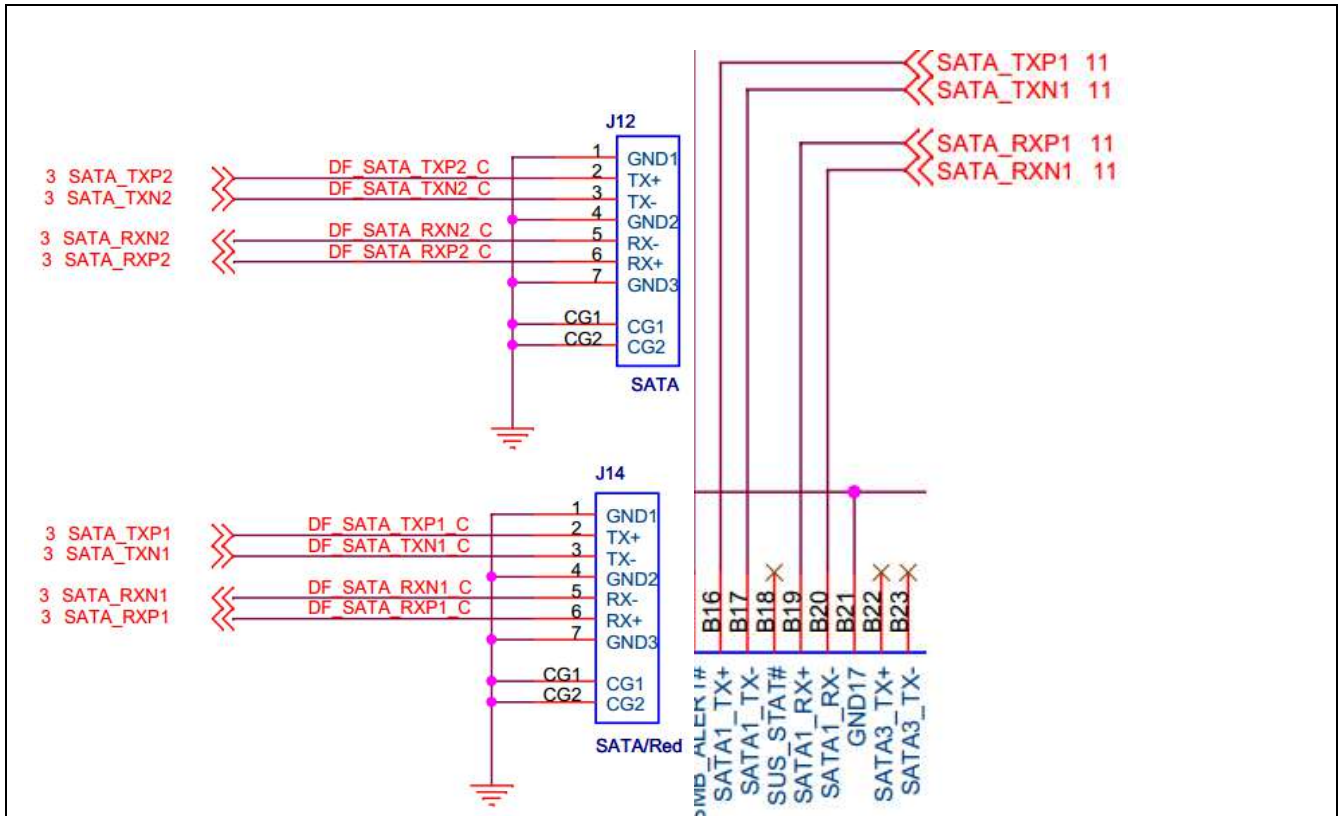 J12
3 SATA_TXP2 DF_SATA_TXP2_C 1 GND1
3 SATA_TXN2 DF_SATA_TXN2_C 2 TX+
3 TX-
4 GND2
3 SATA_RXN2 DF_SATA_RXN2_C 5 RX-
3 SATA_RXP2 DF_SATA_RXP2_C 6 RX+
7 GND3
CG1 CG1
CG2 CG2
SATA
J14
1 GND1
3 SATA_TXP1 DF_SATA_TXP1_C 2 TX+
3 SATA_TXN1 DF_SATA_TXN1_C 3 TX-
4 GND2
3 SATA_RXN1 DF_SATA_RXN1_C 5 RX-
3 SATA_RXP1 DF_SATA_RXP1_C 6 RX+
7 GND3
CG1 CG1
CG2 CG2
SATA/Red
SATA_TXP1 11
SATA_TXN1 11
SATA_RXP1 11
SATA_RXN1 11
B16
B17
B18
B19
B20
B21
B22
B23
MB_ALERT#
SATA1_TX+
SATA1_TX-
SUS_STAT#
SATA1_RX+
SATA1_RX-
GND17
SATA3_TX+
SATA3_TX-